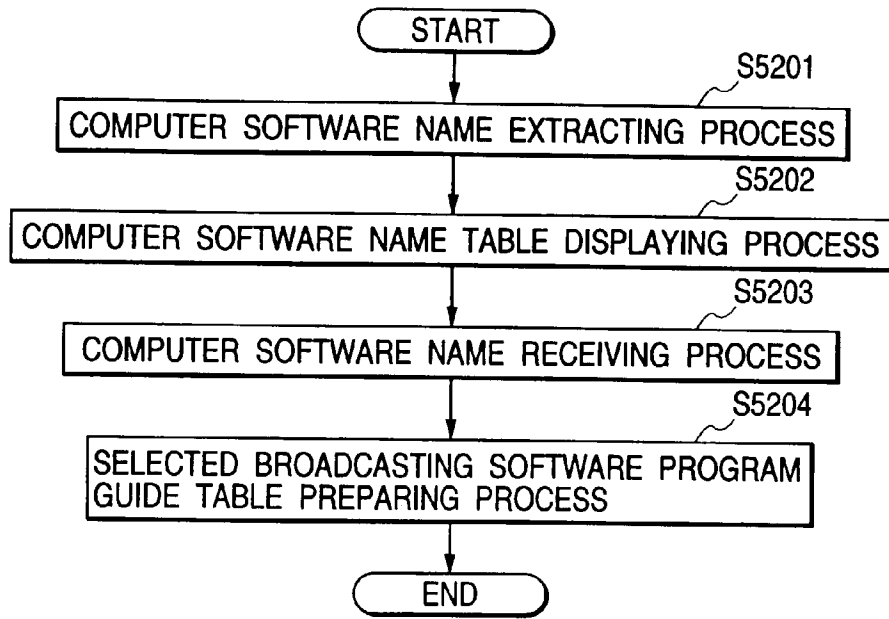 START
S5201
COMPUTER SOFTWARE NAME EXTRACTING PROCESS
S5202
COMPUTER SOFTWARE NAME TABLE DISPLAYING PROCESS
S5203
COMPUTER SOFTWARE NAME RECEIVING PROCESS
S5204
SELECTED BROADCASTING SOFTWARE PROGRAM
GUIDE TABLE PREPARING PROCESS
END